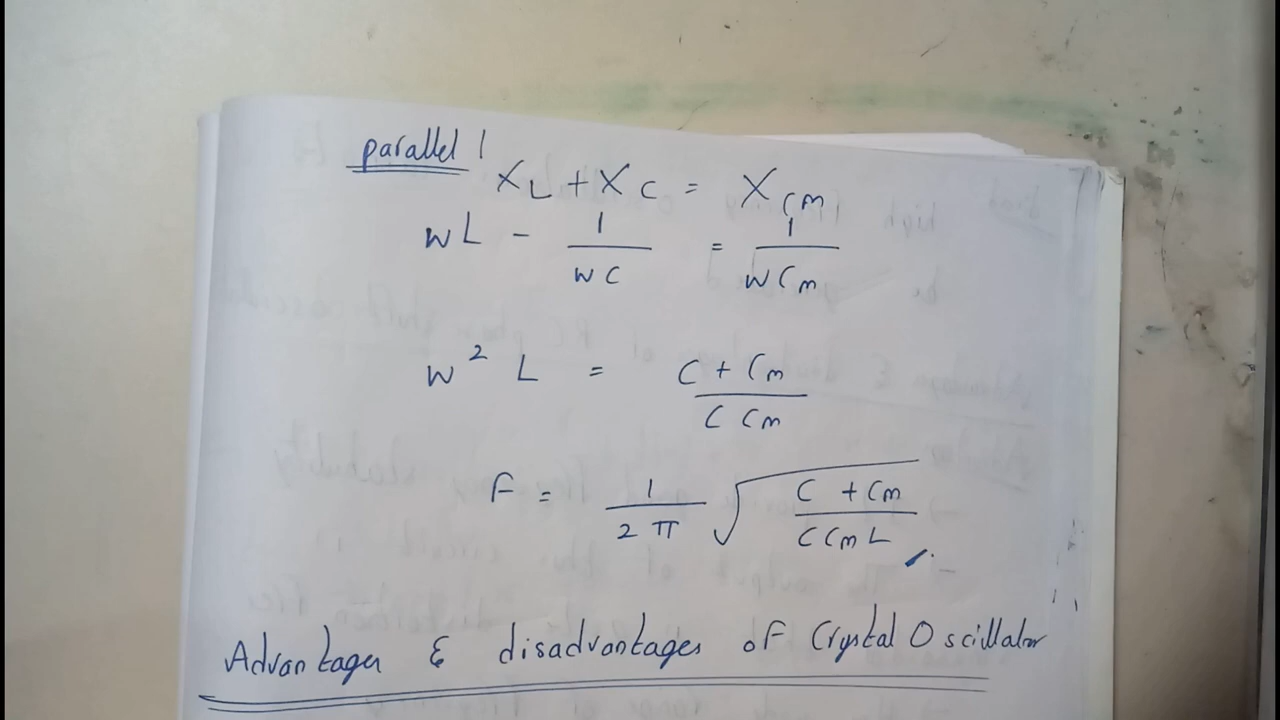 parallel
XL + XC = XCm
WL - 1/WC = 1/WCm
W² L = C + Cm / C Cm
F = 1/2π √ C + Cm / C Cm L
Advantages & disadvantages of Crystal Oscillator